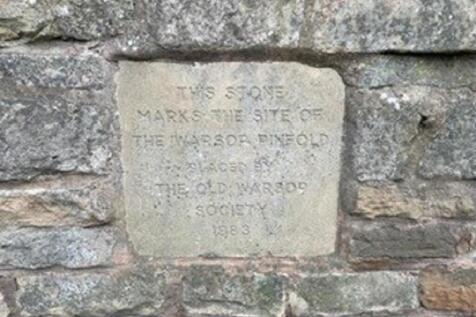 THIS STONE
MARKS THE SITE OF
THE WARSOP PINFOLD
PLACED BY
THE OLD WARSOP
SOCIETY
1983